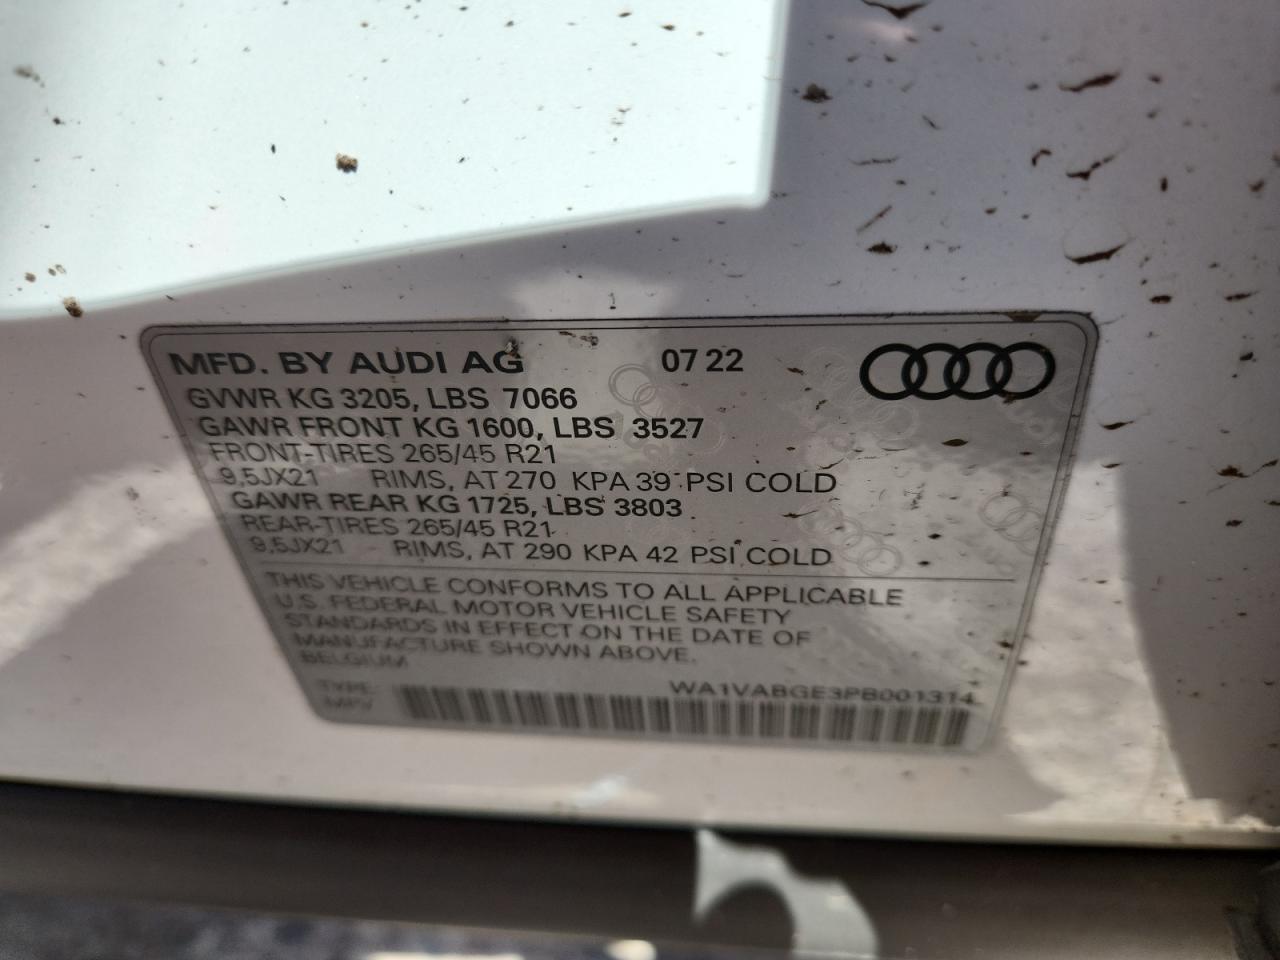 MFD. BY AUDI AG 07 22
GVWR KG 3205, LBS 7066
GAWR FRONT KG 1600, LBS 3527
FRONT-TIRES 265/45 R21
9,5JX21 RIMS, AT 270 KPA 39 PSI COLD
GAWR REAR KG 1725, LBS 3803
REAR-TIRES 265/45 R21
9,5JX21 RIMS, AT 290 KPA 42 PSI COLD
THIS VEHICLE CONFORMS TO ALL APPLICABLE
U.S. FEDERAL MOTOR VEHICLE SAFETY
STANDARDS IN EFFECT ON THE DATE OF
MANUFACTURE SHOWN ABOVE.
BELGIUM
TYPE: WA1VABGE3PB001314
MPV